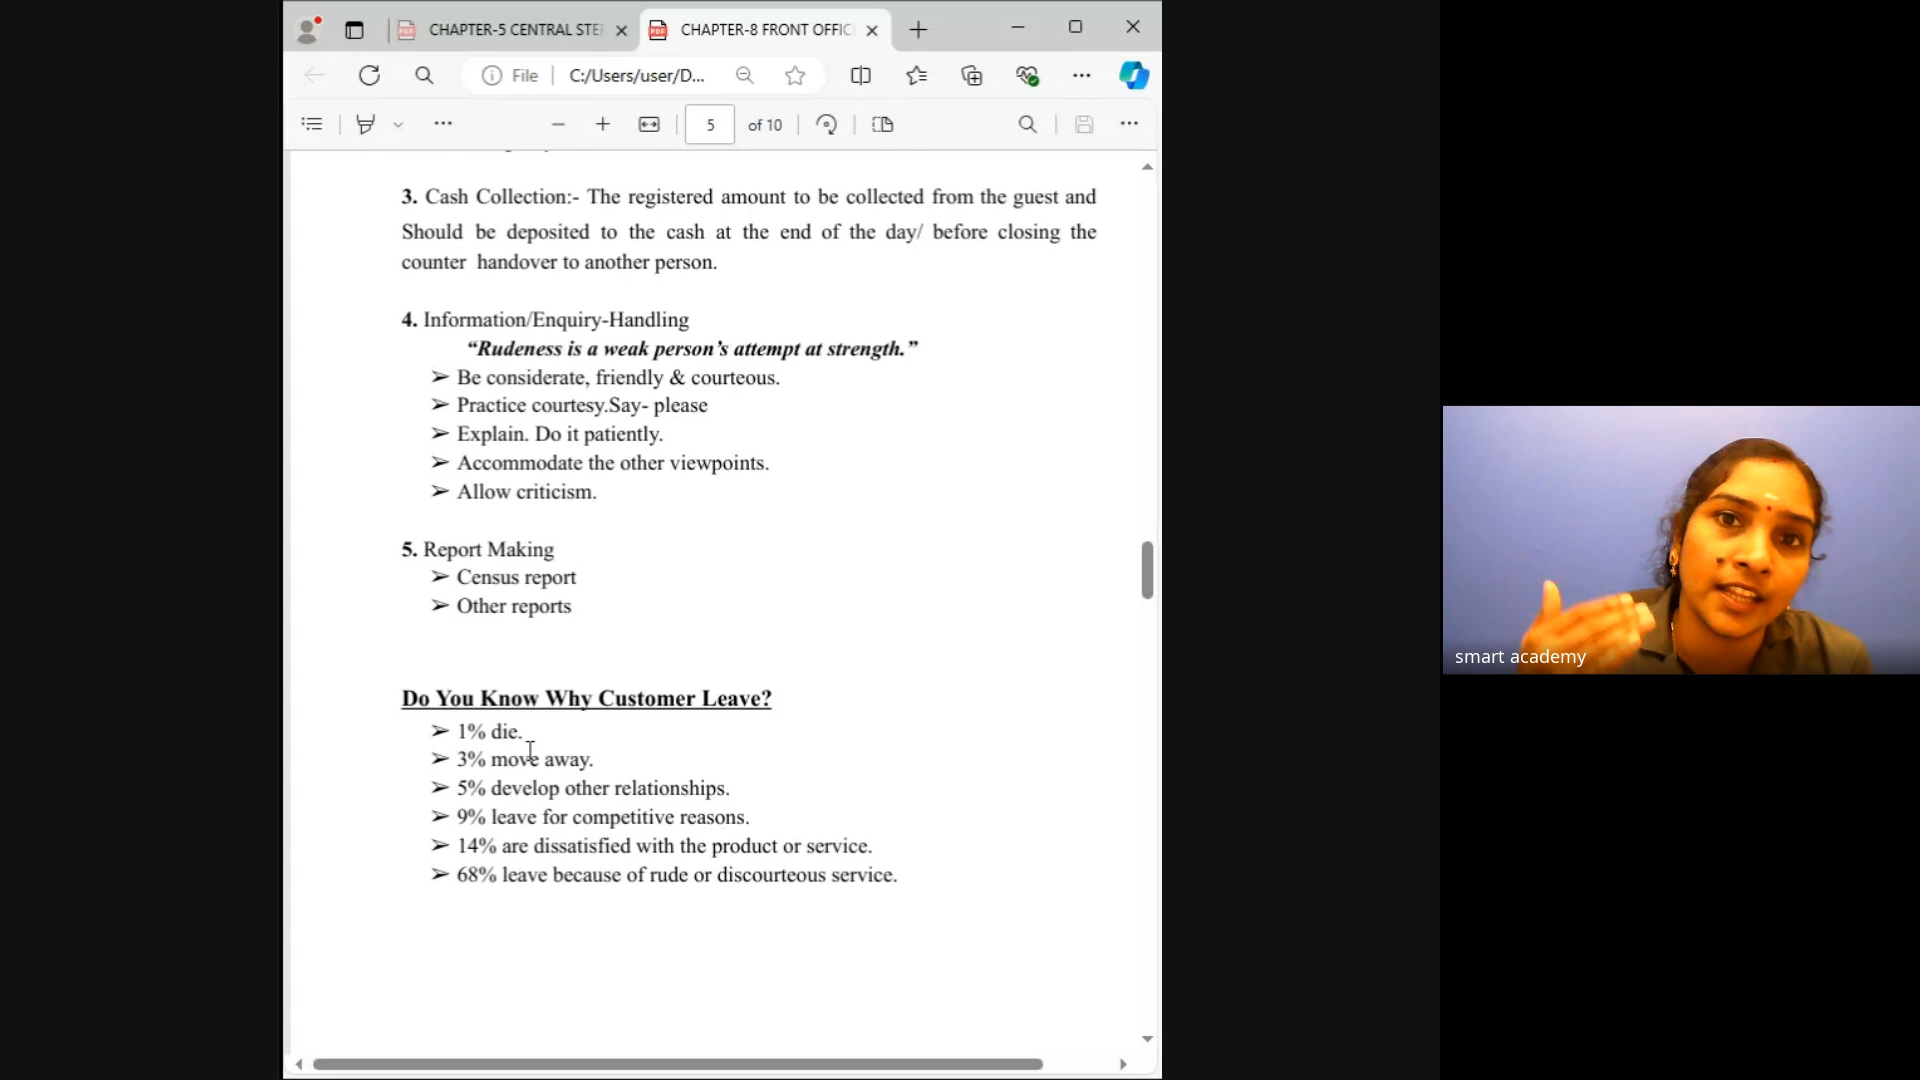 CHAPTER-5 CENTRAL STE
CHAPTER-8 FRONT OFFIC
File
C:/Users/user/D...
5 of 10
3. Cash Collection:- The registered amount to be collected from the guest and
Should be deposited to the cash at the end of the day/ before closing the
counter handover to another person.
4. Information/Enquiry-Handling
“Rudeness is a weak person’s attempt at strength.”
➢ Be considerate, friendly & courteous.
➢ Practice courtesy.Say- please
➢ Explain. Do it patiently.
➢ Accommodate the other viewpoints.
➢ Allow criticism.
5. Report Making
➢ Census report
➢ Other reports
Do You Know Why Customer Leave?
➢ 1% die.
➢ 3% move away.
➢ 5% develop other relationships.
➢ 9% leave for competitive reasons.
➢ 14% are dissatisfied with the product or service.
➢ 68% leave because of rude or discourteous service.
smart academy